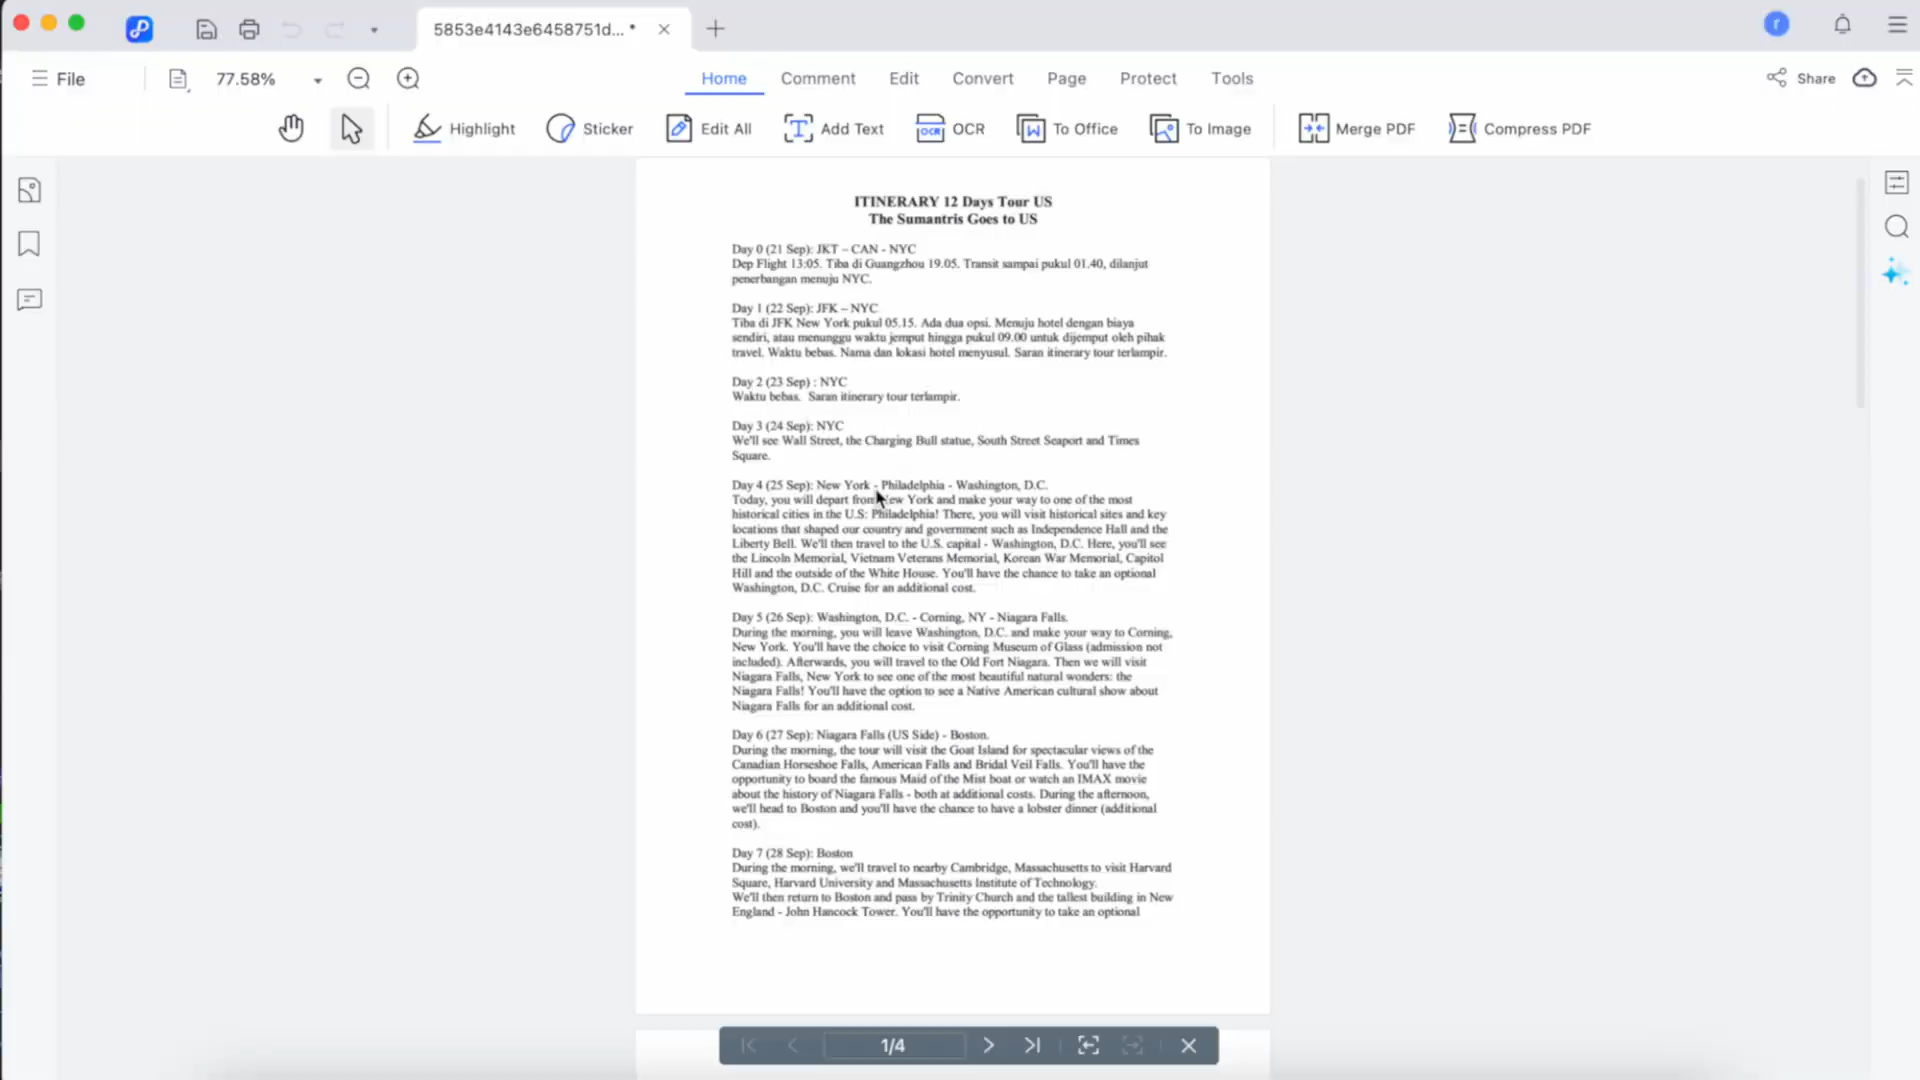 5853e4143e6458751d... *
r
File
77.58%
Home Comment Edit Convert Page Protect Tools
Share
Highlight Sticker Edit All Add Text OCR To Office To Image Merge PDF Compress PDF
ITINERARY 12 Days Tour US
The Sumantris Goes to US
Day 0 (21 Sep): JKT – CAN - NYC
Dep Flight 13:05. Tiba di Guangzhou 19.05. Transit sampai pukul 01.40, dilanjut
penerbangan menuju NYC.
Day 1 (22 Sep): JFK – NYC
Tiba di JFK New York pukul 05.15. Ada dua opsi. Menuju hotel dengan biaya
sendiri, atau menunggu waktu jemput hingga pukul 09.00 untuk dijemput oleh pihak
travel. Waktu bebas. Nama dan lokasi hotel menyusul. Saran itinerary tour terlampir.
Day 2 (23 Sep) : NYC
Waktu bebas. Saran itinerary tour terlampir.
Day 3 (24 Sep): NYC
We'll see Wall Street, the Charging Bull statue, South Street Seaport and Times
Square.
Day 4 (25 Sep): New York - Philadelphia - Washington, D.C.
Today, you will depart from New York and make your way to one of the most
historical cities in the U.S: Philadelphia! There, you will visit historical sites and key
locations that shaped our country and government such as Independence Hall and the
Liberty Bell. We'll then travel to the U.S. capital - Washington, D.C. Here, you'll see
the Lincoln Memorial, Vietnam Veterans Memorial, Korean War Memorial, Capitol
Hill and the outside of the White House. You'll have the chance to take an optional
Washington, D.C. Cruise for an additional cost.
Day 5 (26 Sep): Washington, D.C. - Corning, NY - Niagara Falls.
During the morning, you will leave Washington, D.C. and make your way to Corning,
New York. You'll have the choice to visit Corning Museum of Glass (admission not
included). Afterwards, you will travel to the Old Fort Niagara. Then we will visit
Niagara Falls, New York to see one of the most beautiful natural wonders: the
Niagara Falls! You'll have the option to see a Native American cultural show about
Niagara Falls for an additional cost.
Day 6 (27 Sep): Niagara Falls (US Side) - Boston.
During the morning, the tour will visit the Goat Island for spectacular views of the
Canadian Horseshoe Falls, American Falls and Bridal Veil Falls. You'll have the
opportunity to board the famous Maid of the Mist boat or watch an IMAX movie
about the history of Niagara Falls - both at additional costs. During the afternoon,
we'll head to Boston and you'll have the chance to have a lobster dinner (additional
cost).
Day 7 (28 Sep): Boston
During the morning, we'll travel to nearby Cambridge, Massachusetts to visit Harvard
Square, Harvard University and Massachusetts Institute of Technology.
We'll then return to Boston and pass by Trinity Church and the tallest building in New
England - John Hancock Tower. You'll have the opportunity to take an optional
1/4